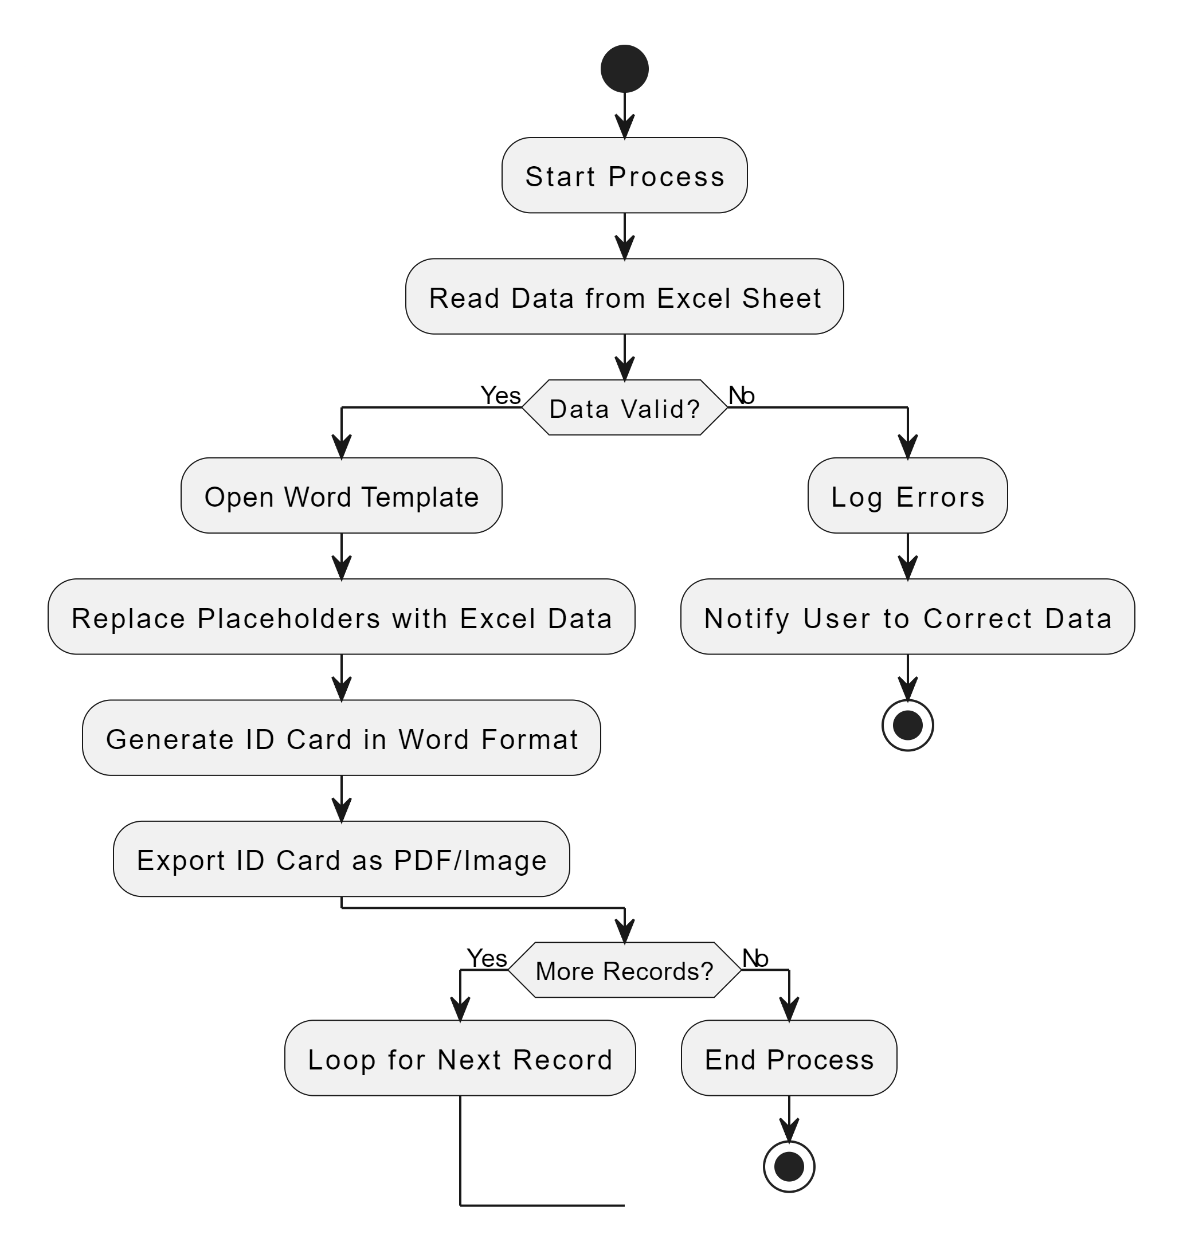 Start Process
Read Data from Excel Sheet
Yes
Data Valid?
No
Open Word Template
Log Errors
Replace Placeholders with Excel Data
Notify User to Correct Data
Generate ID Card in Word Format
Export ID Card as PDF/Image
Yes
More Records?
No
Loop for Next Record
End Process